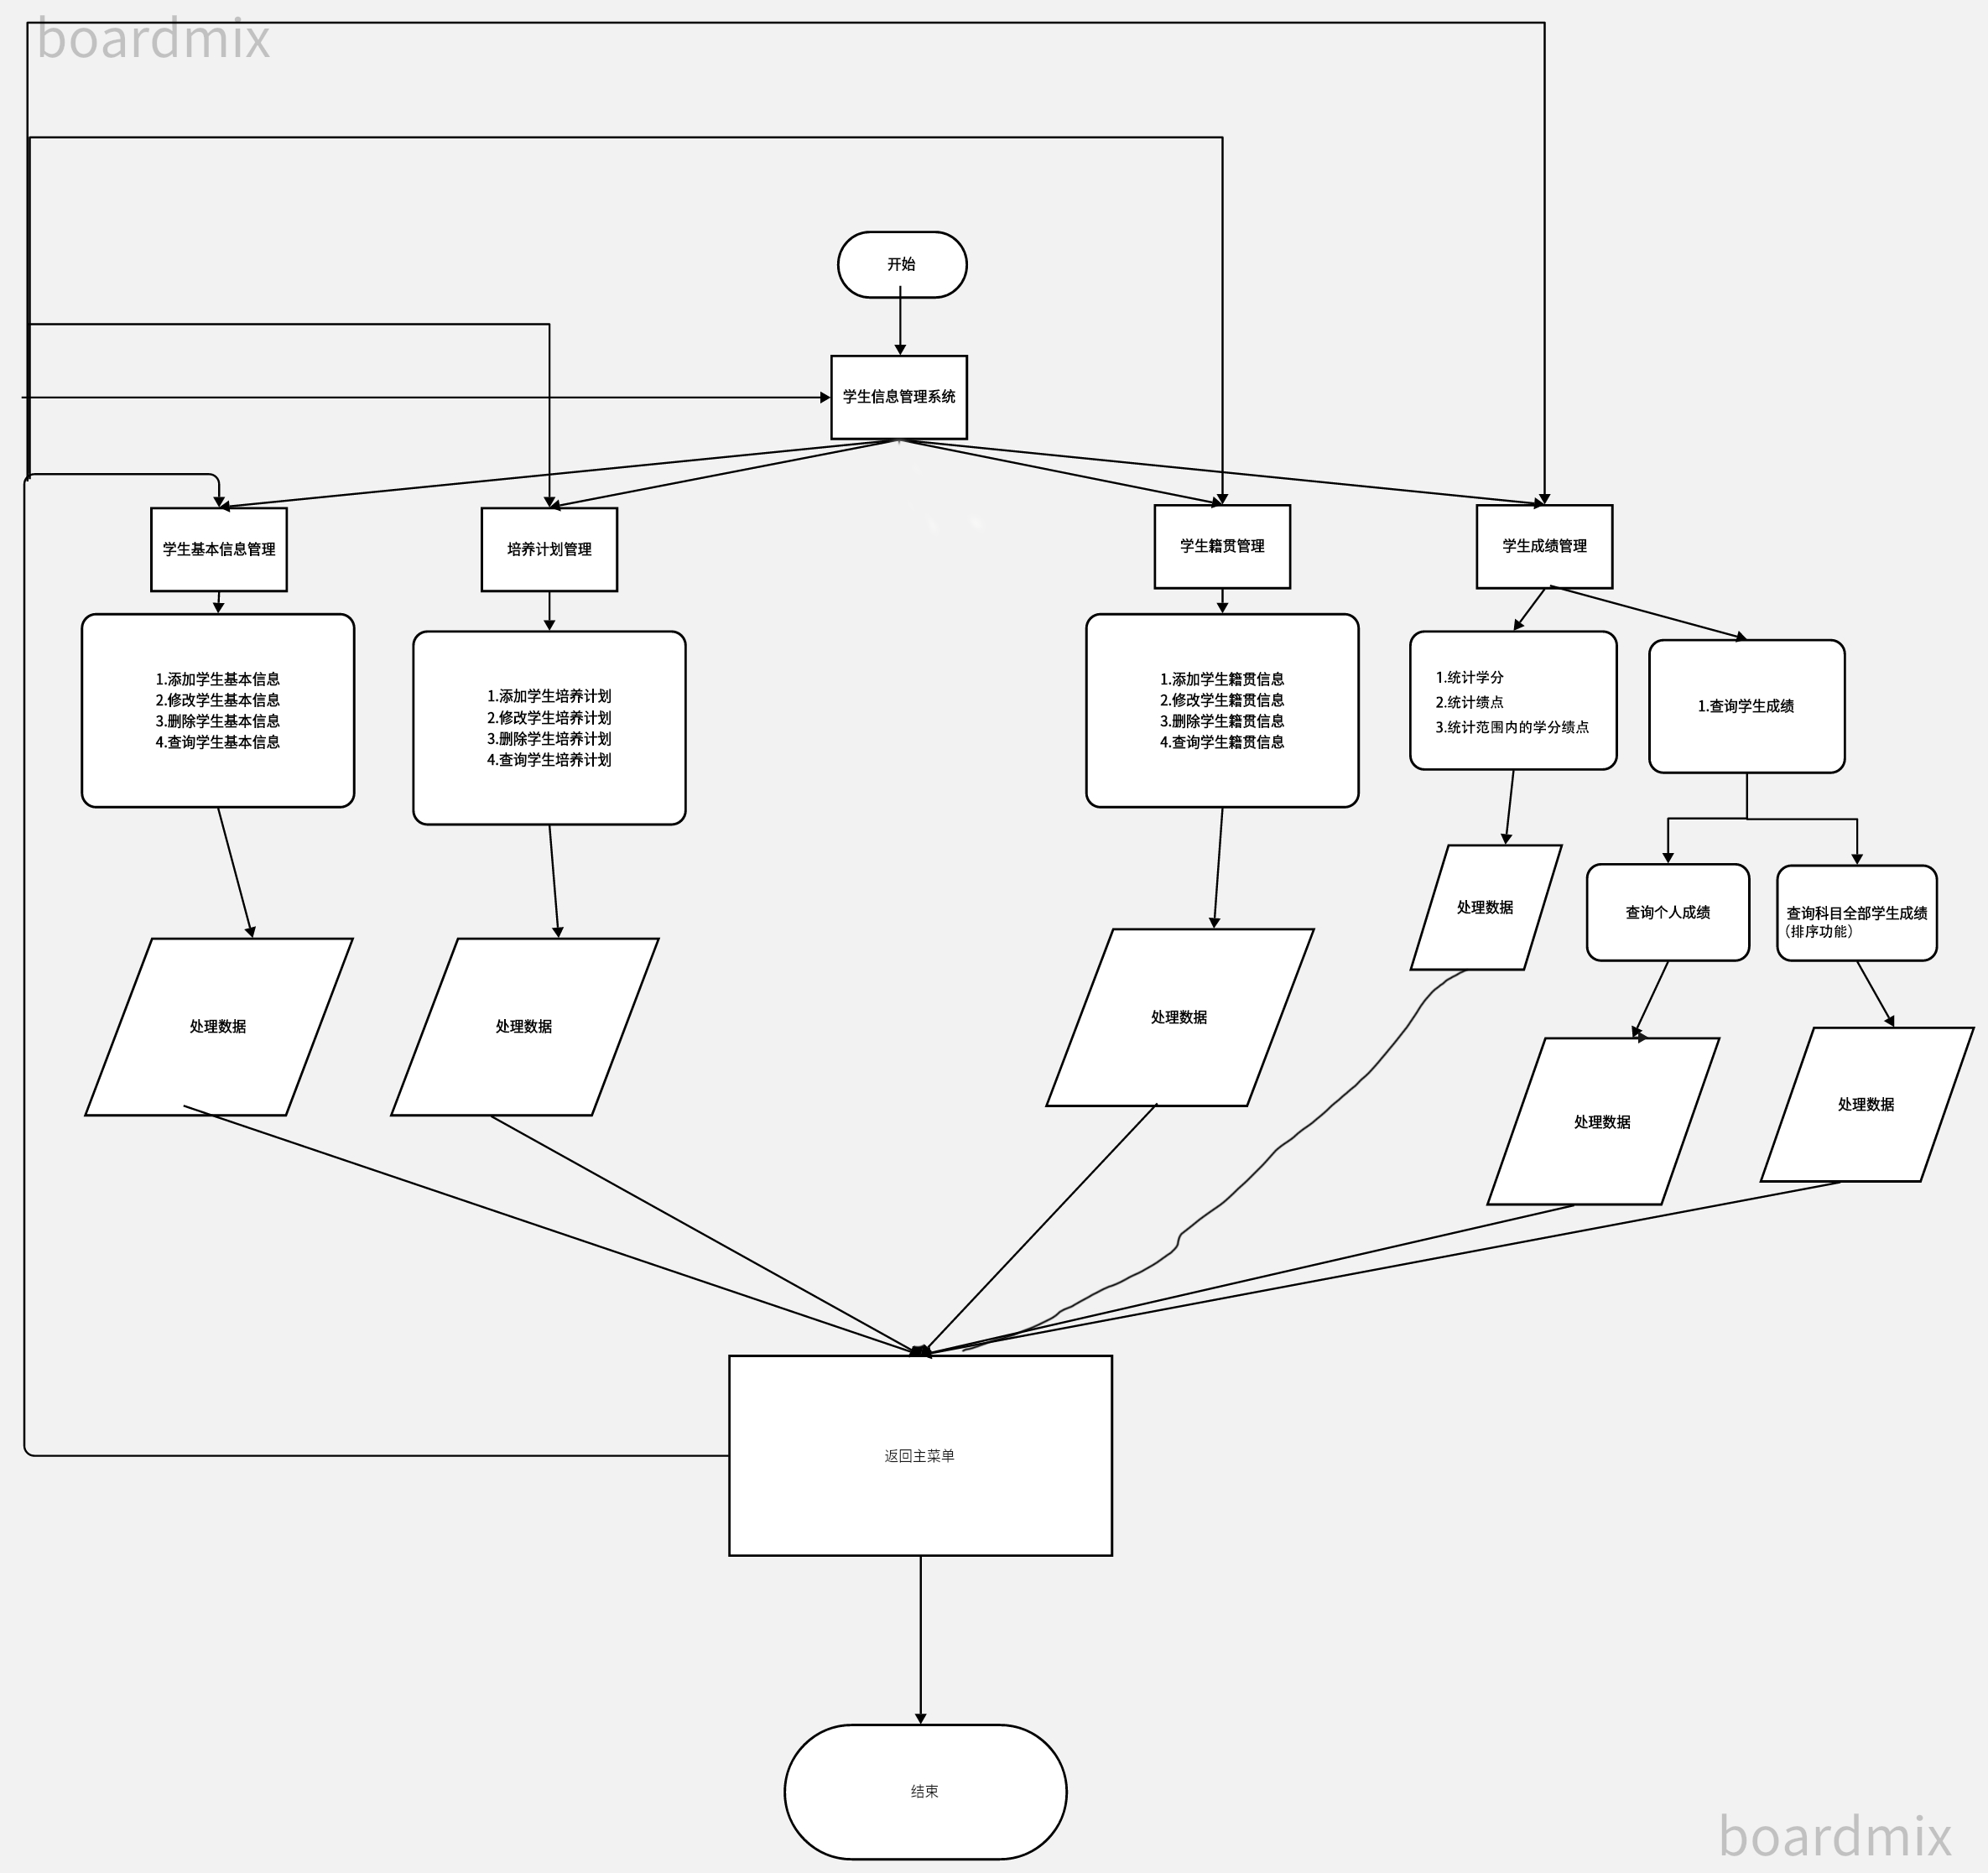 boardmix
开始
学生信息管理系统
学生基本信息管理
培养计划管理
学生籍贯管理
学生成绩管理
1.添加学生基本信息
2.修改学生基本信息
3.删除学生基本信息
4.查询学生基本信息
1.添加学生培养计划
2.修改学生培养计划
3.删除学生培养计划
4.查询学生培养计划
1.添加学生籍贯信息
2.修改学生籍贯信息
3.删除学生籍贯信息
4.查询学生籍贯信息
1.统计学分
2.统计绩点
3.统计范围内的学分绩点
1.查询学生成绩
处理数据
查询个人成绩
查询科目全部学生成绩
（排序功能）
处理数据
处理数据
处理数据
处理数据
处理数据
返回主菜单
结束
boardmix